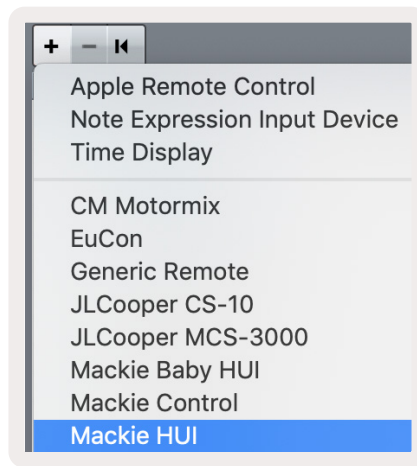 Apple Remote Control
Note Expression Input Device
Time Display
CM Motormix
EuCon
Generic Remote
JLCooper CS-10
JLCooper MCS-3000
Mackie Baby HUI
Mackie Control
Mackie HUI